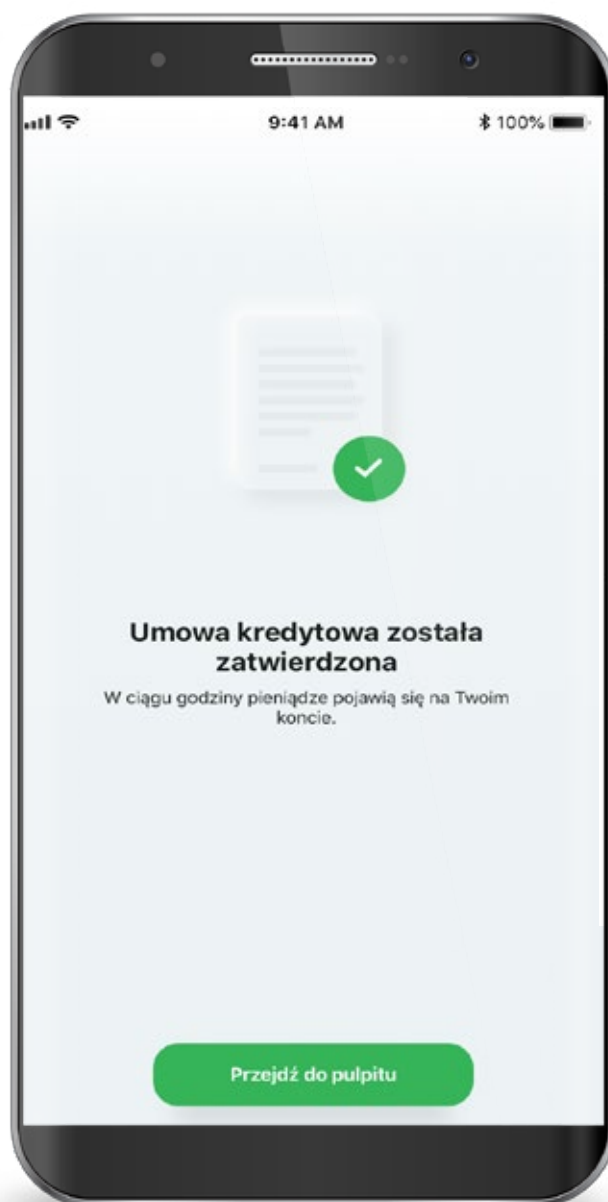 9:41 AM
100%
Umowa kredytowa została
zatwierdzona
W ciągu godziny pieniądze pojawią się na Twoim
koncie.
Przejdź do pulpitu